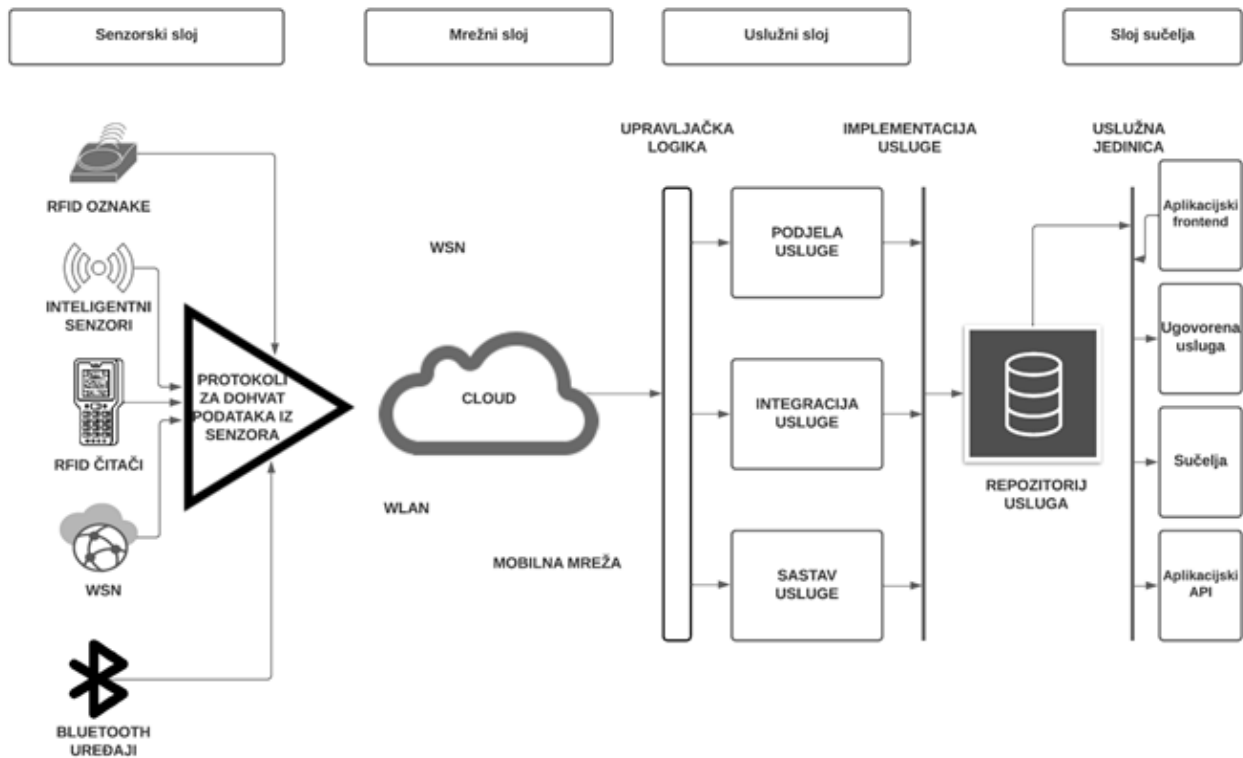 Senzorski sloj
Mrežni sloj
Uslužni sloj
Sloj sučelja
RFID OZNAKE
INTELIGENTNI
SENZORI
RFID ČITAČI
WSN
BLUETOOTH
UREĐAJI
PROTOKOLI
ZA DOHVAT
PODATAKA IZ
SENZORA
WSN
CLOUD
WLAN
MOBILNA MREŽA
UPRAVLJAČKA
LOGIKA
PODJELA
USLUGE
INTEGRACIJA
USLUGE
SASTAV
USLUGE
IMPLEMENTACIJA
USLUGE
REPOZITORIJ
USLUGA
USLUŽNA
JEDINICA
Aplikacijski
frontend
Ugovorena
usluga
Sučelja
Aplikacijski
API